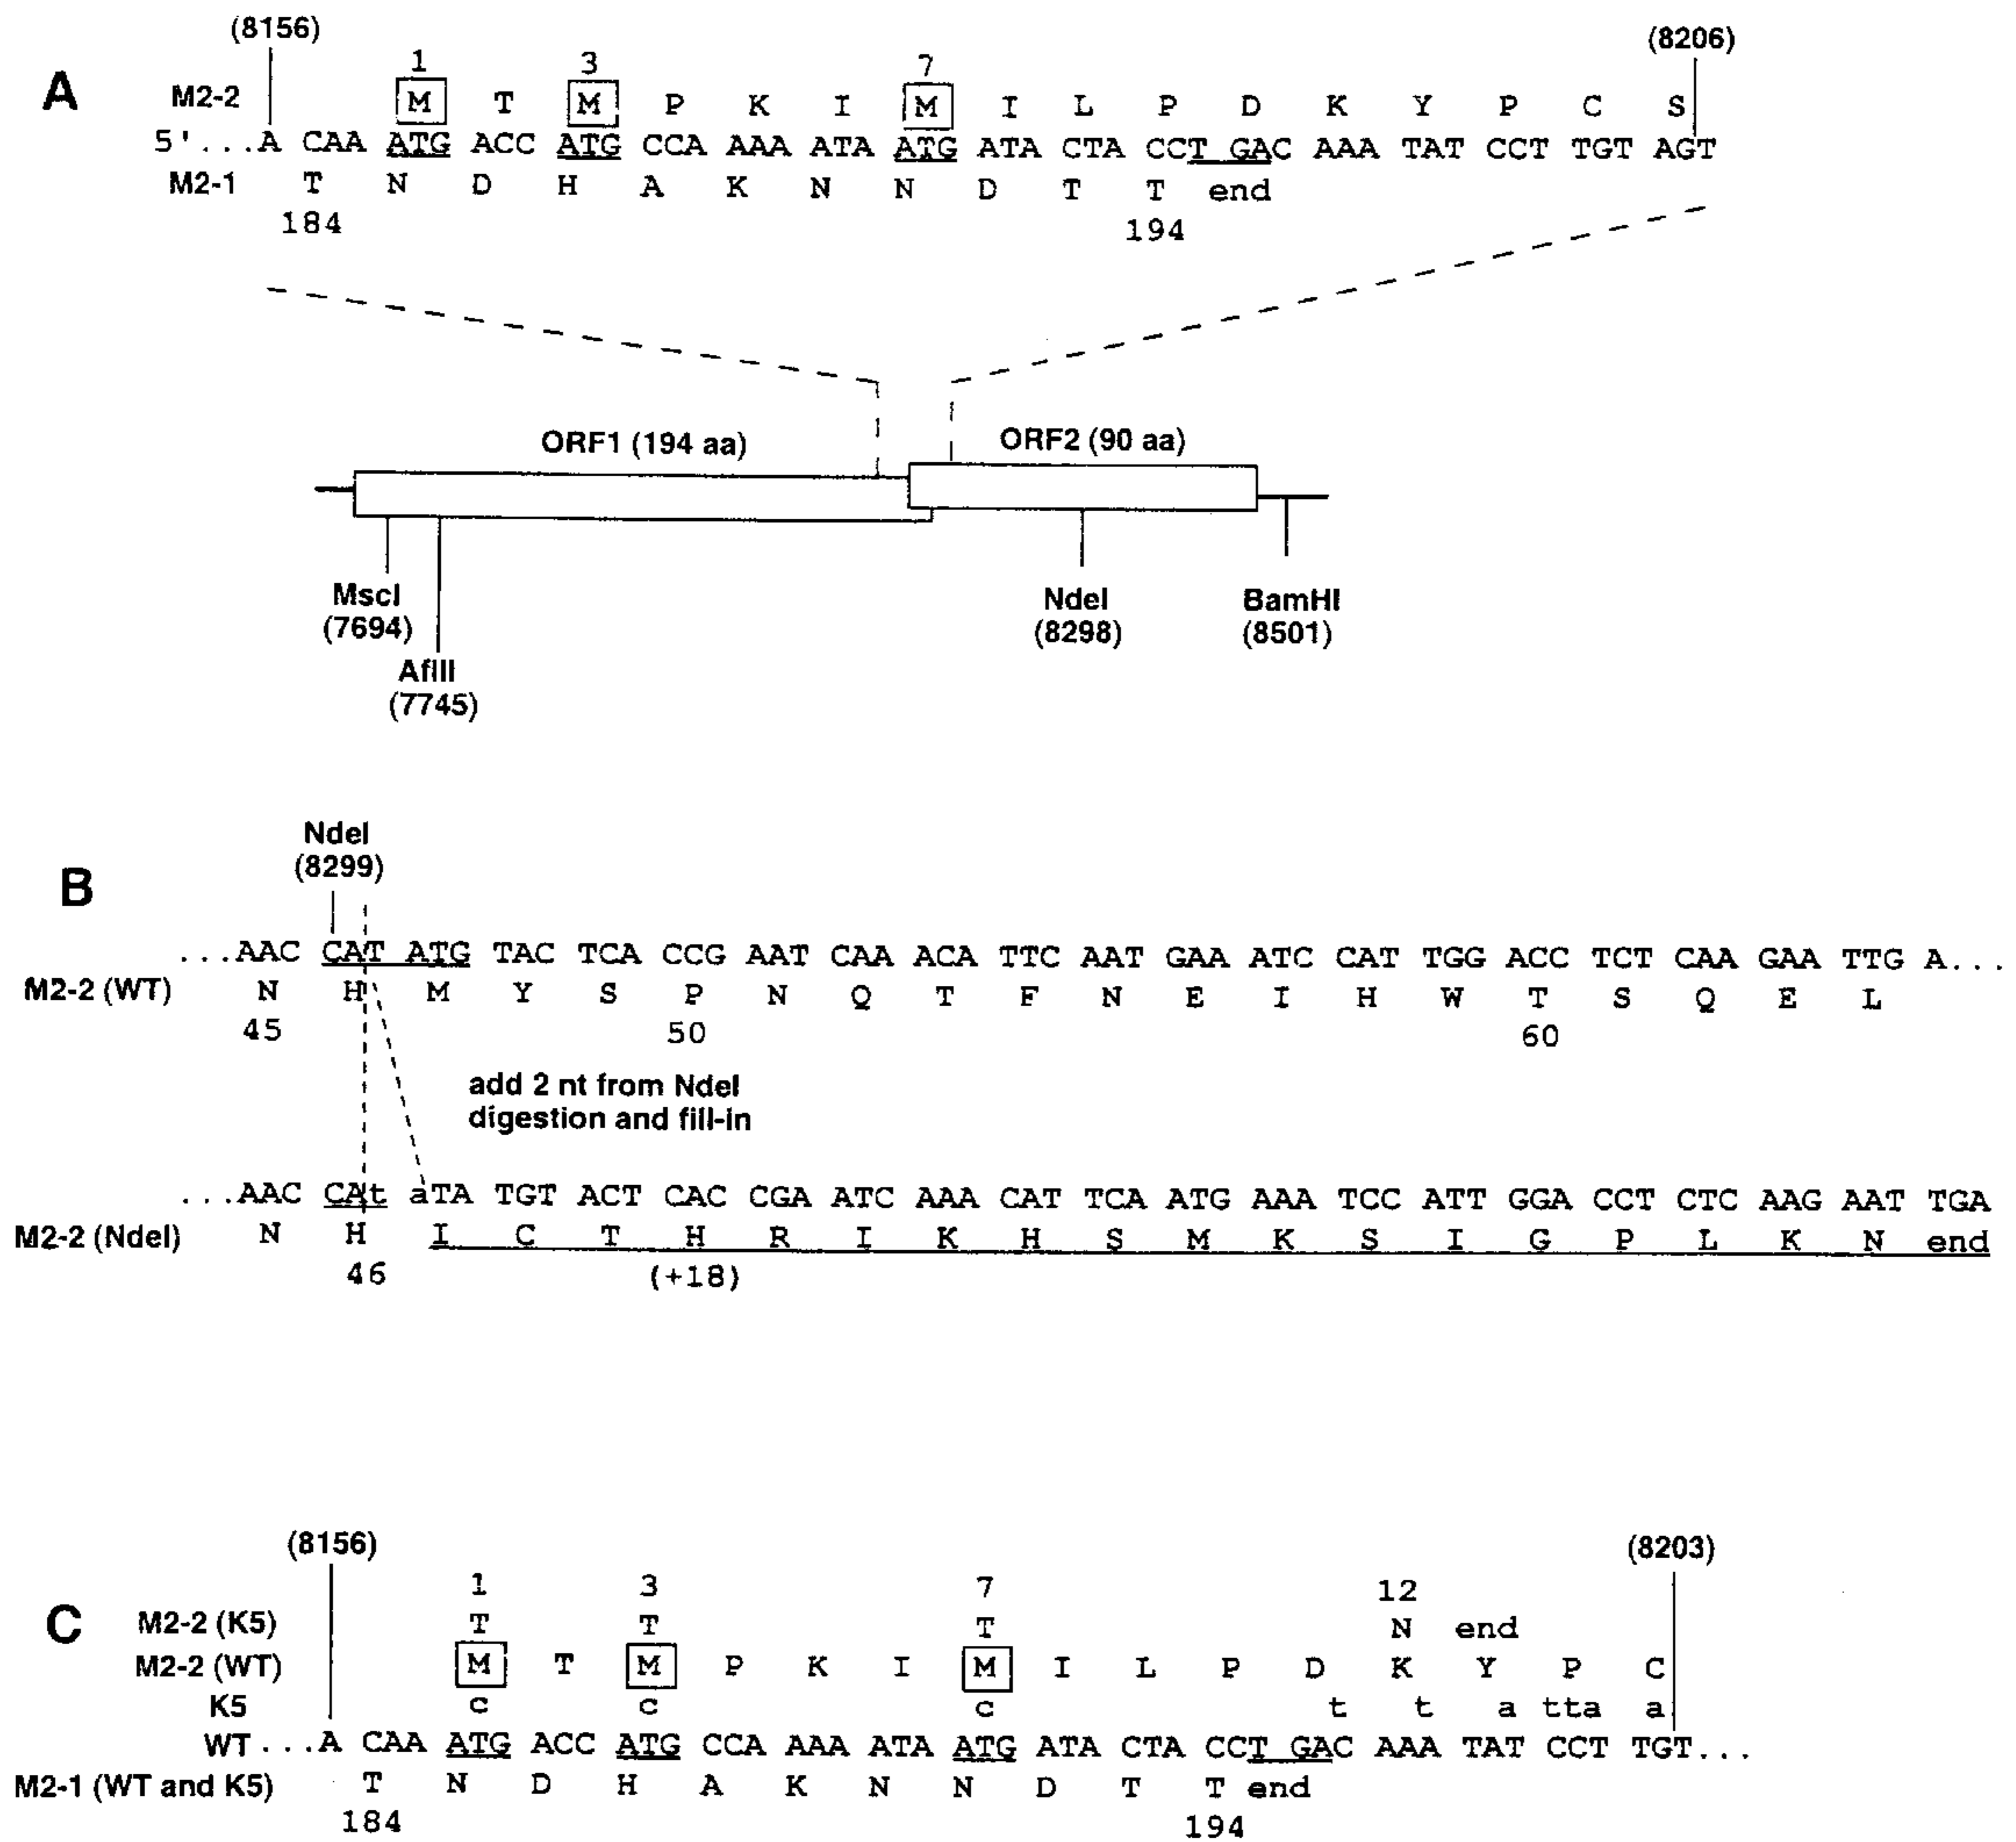 (8156) (8206)
1 3 7
A
M2-2 M T M P K I M I L P D K Y P C S
5'...A CAA ATG ACC ATG CCA AAA ATA ATG ATA CTA CCT GAC AAA TAT CCT TGT AGT
M2-1 T N D H A K N N D T T end
184 194
ORF1 (194 aa) ORF2 (90 aa)
MscI NdeI BamHI
(7694) (8298) (8501)
AflII
(7745)
NdeI
(8299)
B
...AAC CAT ATG TAC TCA CCG AAT CAA ACA TTC AAT GAA ATC CAT TGG ACC TCT CAA GAA TTG A...
M2-2 (WT) N H M Y S P N Q T F N E I H W T S Q E L
45 50 60
add 2 nt from NdeI
digestion and fill-in
...AAC CAt aTA TGT ACT CAC CGA ATC AAA CAT TCA ATG AAA TCC ATT GGA CCT CTC AAG AAT TGA
M2-2 (NdeI) N H I C T H R I K H S M K S I G P L K N end
46 (+18)
(8156) (8203)
1 3 7 12
C
M2-2 (K5) T T T N end
M2-2 (WT) M T M P K I M I L P D K Y P C
K5 c c c t t a tta a
WT...A CAA ATG ACC ATG CCA AAA ATA ATG ATA CTA CCT GAC AAA TAT CCT TGT...
M2-1 (WT and K5) T N D H A K N N D T T end
184 194